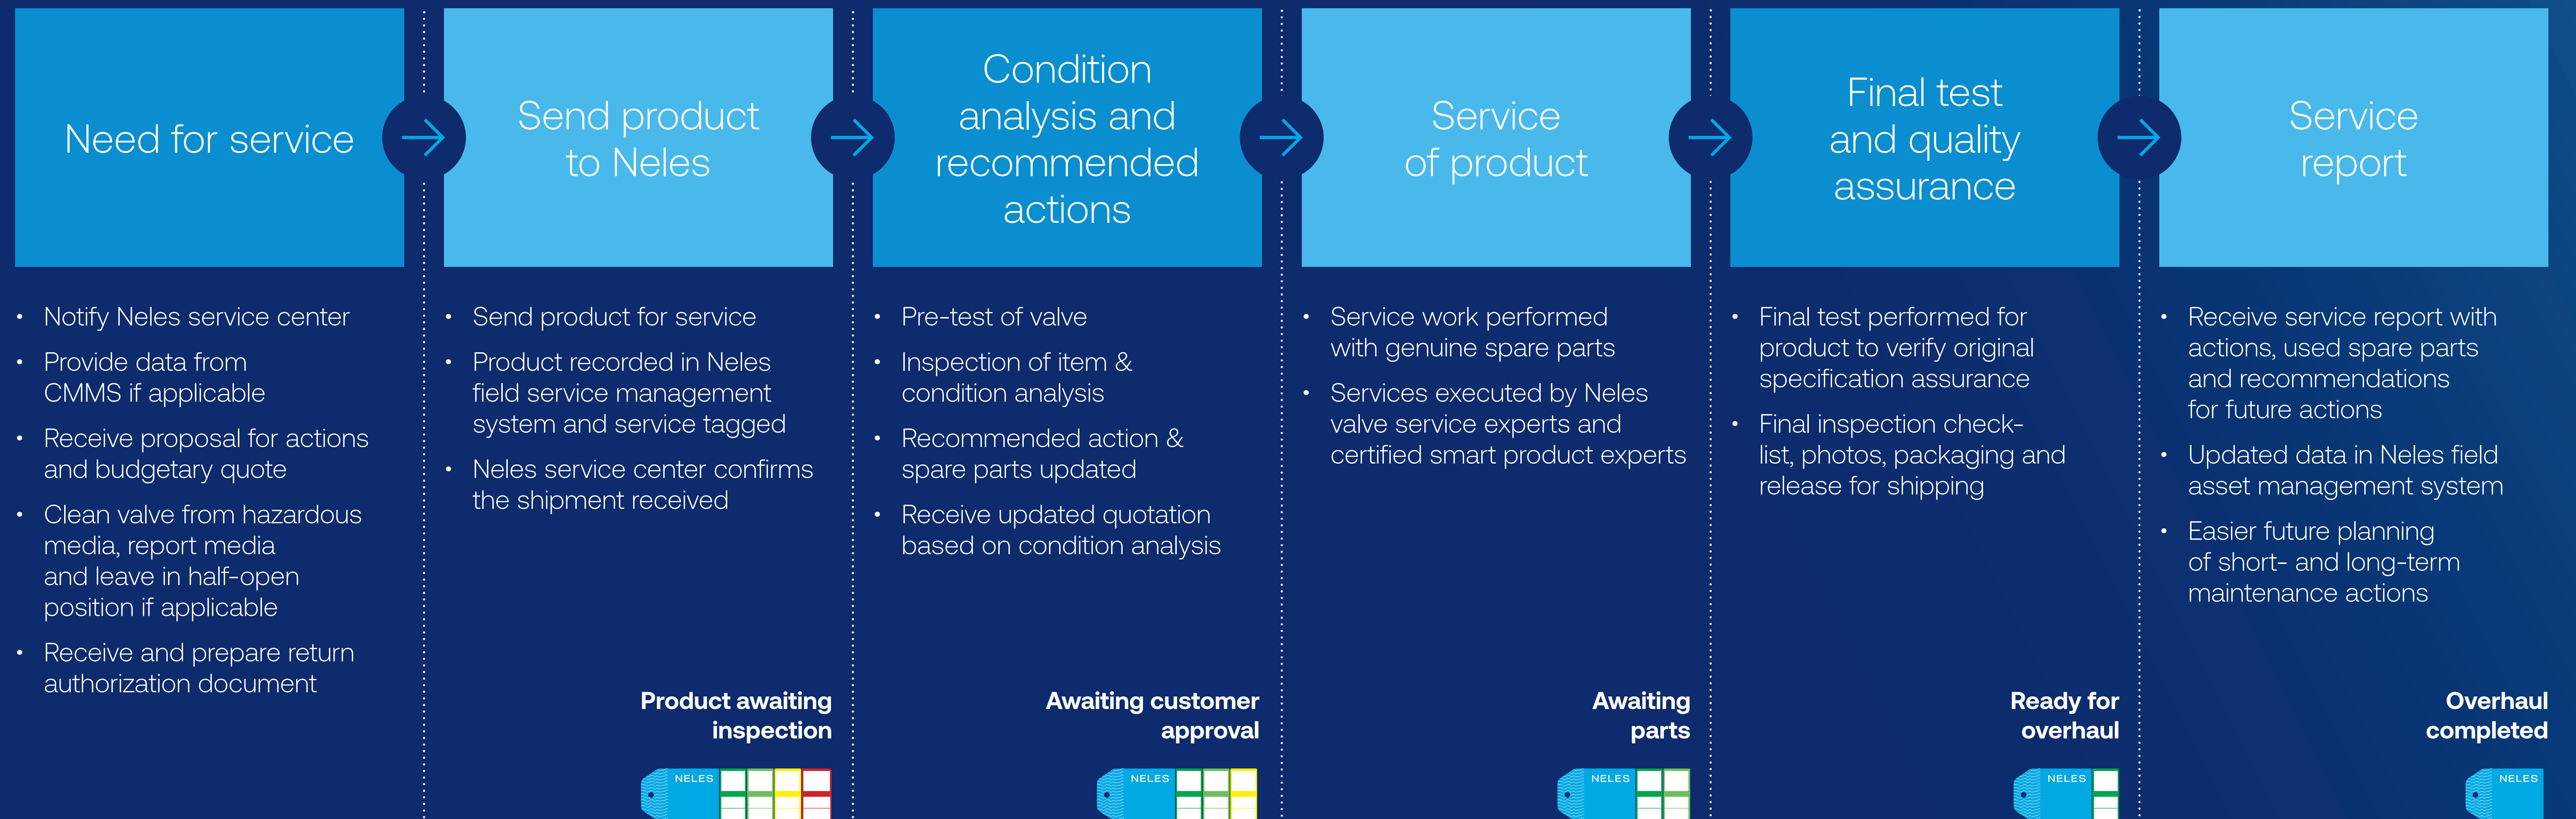 Need for service
Send product
to Neles
Condition
analysis and
recommended
actions
Service
of product
Final test
and quality
assurance
Service
report
• Notify Neles service center
• Provide data from
CMMS if applicable
• Receive proposal for actions
and budgetary quote
• Clean valve from hazardous
media, report media
and leave in half-open
position if applicable
• Receive and prepare return
authorization document
• Send product for service
• Product recorded in Neles
field service management
system and service tagged
• Neles service center confirms
the shipment received
Product awaiting
inspection
NELES
• Pre-test of valve
• Inspection of item &
condition analysis
• Recommended action &
spare parts updated
• Receive updated quotation
based on condition analysis
Awaiting customer
approval
NELES
• Service work performed
with genuine spare parts
• Services executed by Neles
valve service experts and
certified smart product experts
Awaiting
parts
NELES
• Final test performed for
product to verify original
specification assurance
• Final inspection check-
list, photos, packaging and
release for shipping
Ready for
overhaul
NELES
• Receive service report with
actions, used spare parts
and recommendations
for future actions
• Updated data in Neles field
asset management system
• Easier future planning
of short- and long-term
maintenance actions
Overhaul
completed
NELES